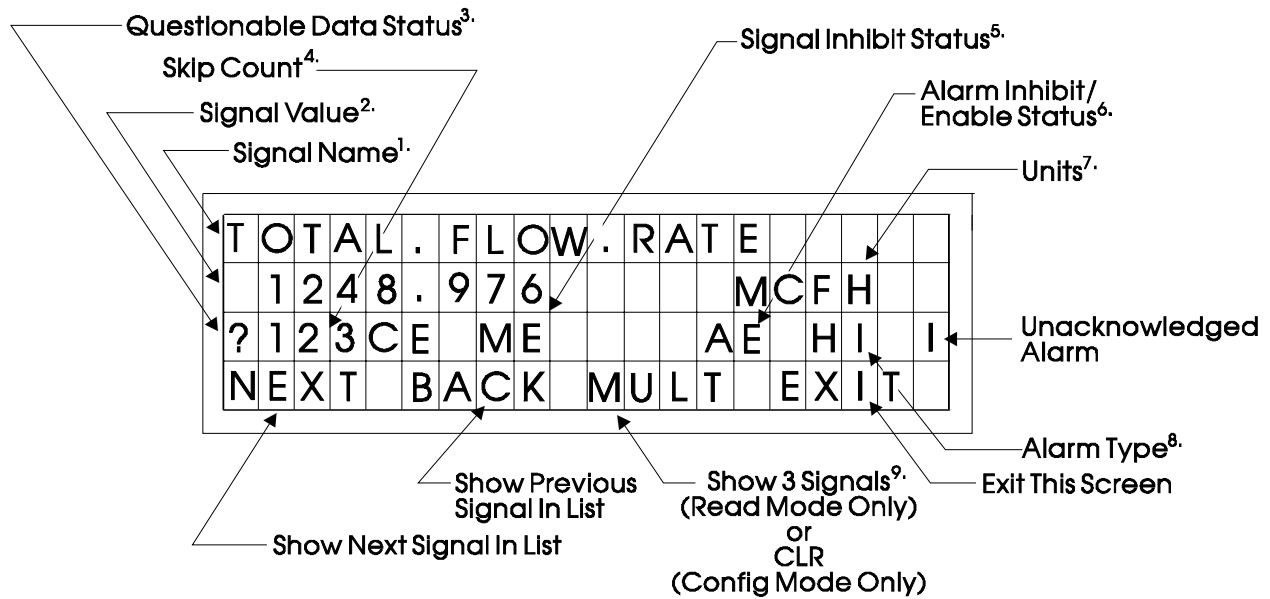 Questionable Data Status3.
Skip Count4.
Signal Value2.
Signal Name1.
Signal Inhibit Status5.
Alarm Inhibit/
Enable Status6.
Units7.
TOTAL.FLOW.RATE
1248.976 MCFH
?123CE ME AE HI I
NEXT BACK MULT EXIT
Unacknowledged
Alarm
Alarm Type8.
Exit This Screen
Show Previous
Signal In List
Show 3 Signals9.
(Read Mode Only)
or
CLR
(Config Mode Only)
Show Next Signal In List